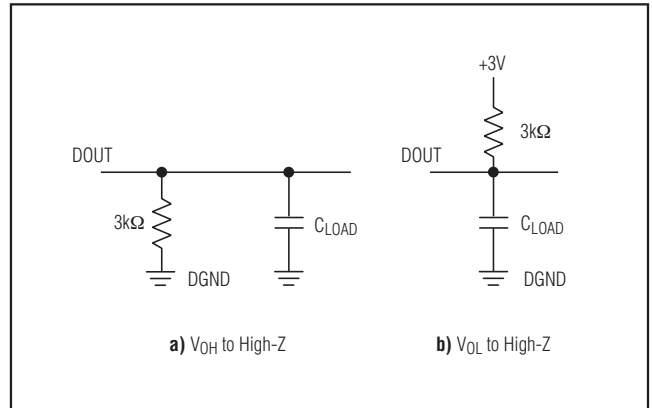 DOUT
3kΩ
DGND
CLOAD
a) VOH to High-Z
+3V
3kΩ
DOUT
CLOAD
DGND
b) VOL to High-Z